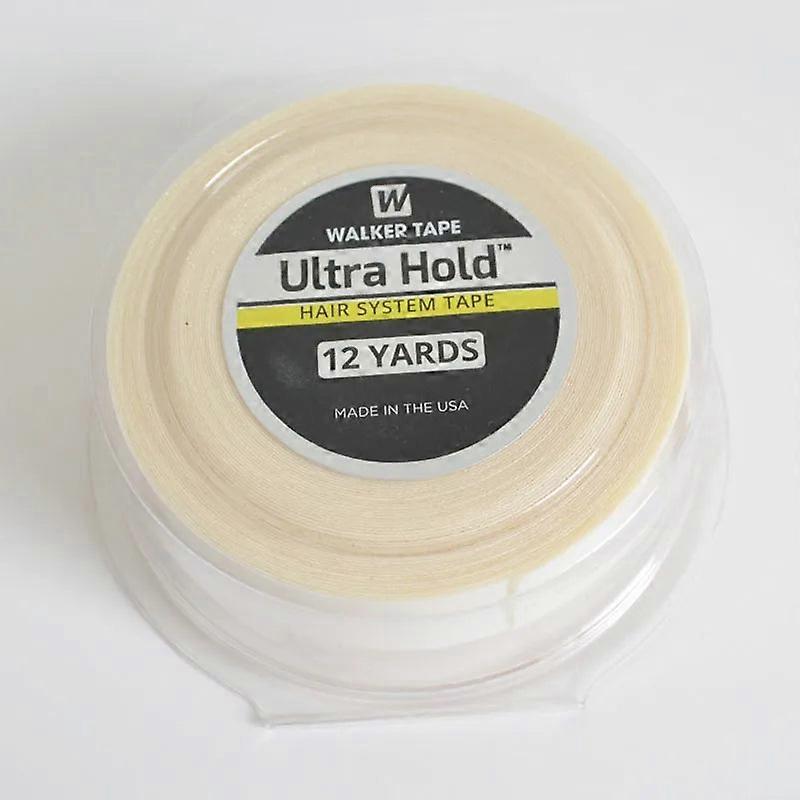 W
WALKER TAPE
Ultra Hold™
HAIR SYSTEM TAPE
12 YARDS
MADE IN THE USA